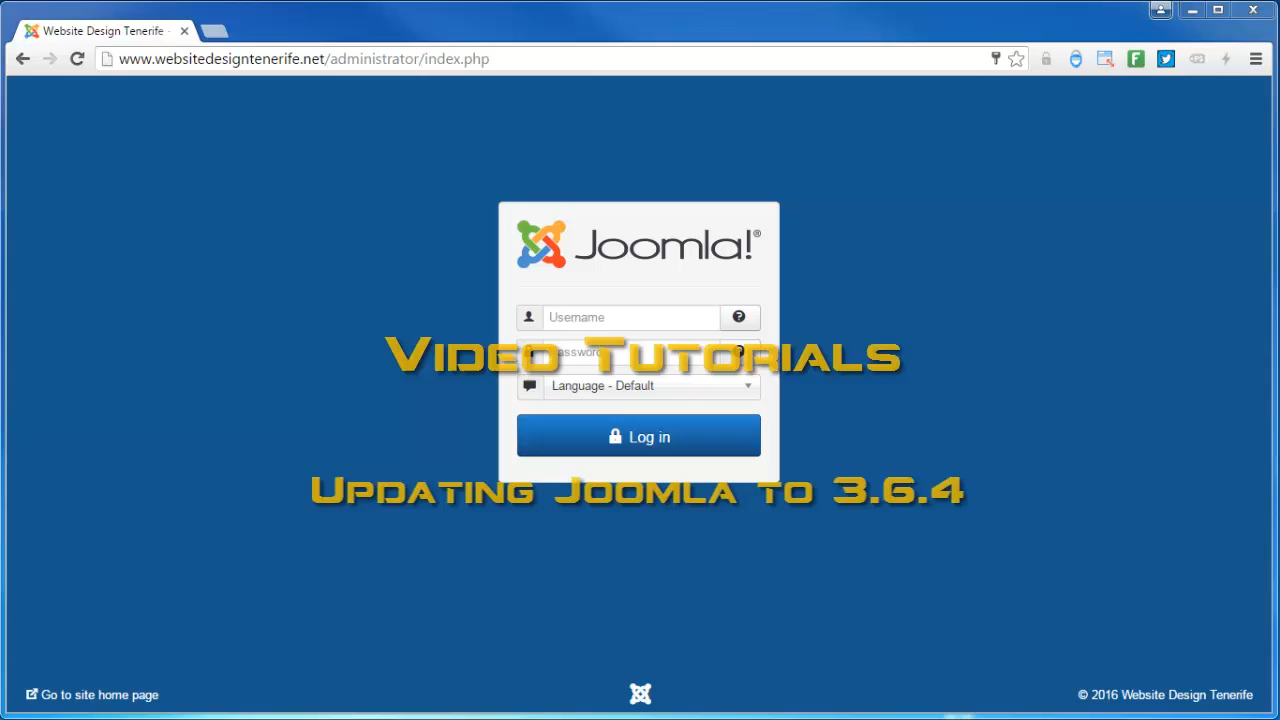 Website Design Tenerife -
www.websitedesigntenerife.net/administrator/index.php
Joomla!®
Username
Password
Video Tutorials
Language - Default
Log in
Updating Joomla to 3.6.4
Go to site home page
© 2016 Website Design Tenerife